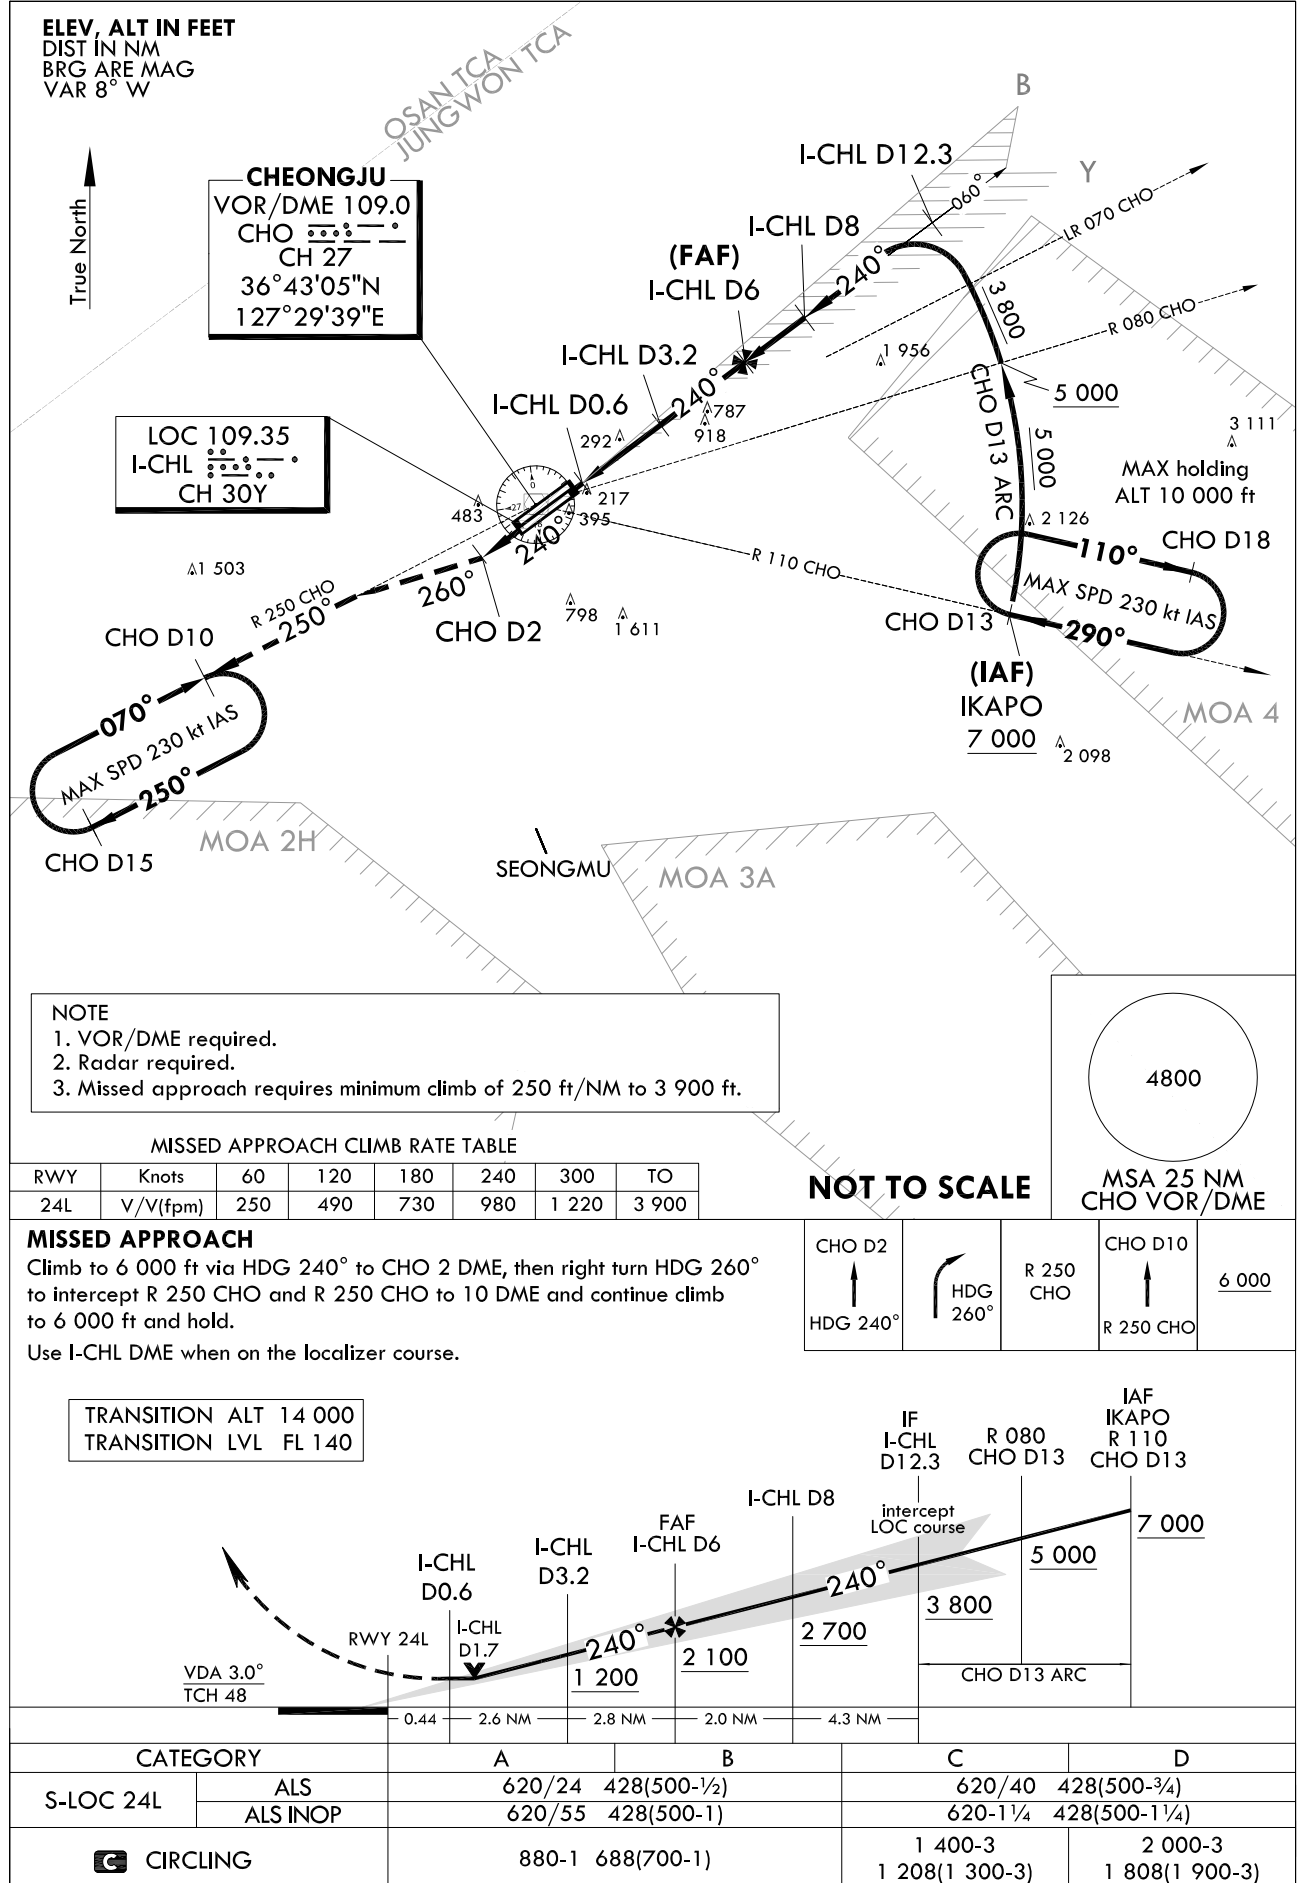 ELEV, ALT IN FEET
DIST IN NM
BRG ARE MAG
VAR 8° W
True North
OSAN TCA
JUNGWON TCA
CHEONGJU
VOR/DME 109.0
CHO
CH 27
36°43'05"N
127°29'39"E
LOC 109.35
I-CHL
CH 30Y
B
Y
I-CHL D12.3
060°
I-CHL D8
(FAF)
I-CHL D6
240°
LR 070 CHO
3 800
R 080 CHO
I-CHL D3.2
1 956
240°
CHO D13 ARC
5 000
I-CHL D0.6
787
918
292
5 000
3 111
MAX holding
ALT 10 000 ft
0
27
18
217
395
483
240°
2 126
R 110 CHO
110°
CHO D18
MAX SPD 230 kt IAS
290°
CHO D13
(IAF)
IKAPO
7 000
2 098
MOA 4
1 503
R 250 CHO
250°
260°
CHO D2
798
1 611
CHO D10
070°
MAX SPD 230 kt IAS
250°
CHO D15
MOA 2H
SEONGMU
MOA 3A
NOTE
1. VOR/DME required.
2. Radar required.
3. Missed approach requires minimum climb of 250 ft/NM to 3 900 ft.
4800
MSA 25 NM
CHO VOR/DME
MISSED APPROACH CLIMB RATE TABLE
RWY Knots 60 120 180 240 300 TO
24L V/V(fpm) 250 490 730 980 1 220 3 900
NOT TO SCALE
MISSED APPROACH
Climb to 6 000 ft via HDG 240° to CHO 2 DME, then right turn HDG 260°
to intercept R 250 CHO and R 250 CHO to 10 DME and continue climb
to 6 000 ft and hold.
Use I-CHL DME when on the localizer course.
CHO D2
HDG 240°
HDG
260°
R 250
CHO
CHO D10
R 250 CHO
6 000
TRANSITION ALT 14 000
TRANSITION LVL FL 140
IF
I-CHL
D12.3
R 080
CHO D13
IAF
IKAPO
R 110
CHO D13
I-CHL D8
intercept
LOC course
FAF
I-CHL D6
I-CHL
D3.2
I-CHL
D0.6
I-CHL
D1.7
RWY 24L
VDA 3.0°
TCH 48
240°
240°
1 200
2 100
2 700
3 800
5 000
7 000
CHO D13 ARC
0.44 2.6 NM 2.8 NM 2.0 NM 4.3 NM
CATEGORY A B C D
S-LOC 24L
ALS 620/24 428(500-½) 620/40 428(500-¾)
ALS INOP 620/55 428(500-1) 620-1¼ 428(500-1¼)
C CIRCLING 880-1 688(700-1)
1 400-3
1 208(1 300-3)
2 000-3
1 808(1 900-3)